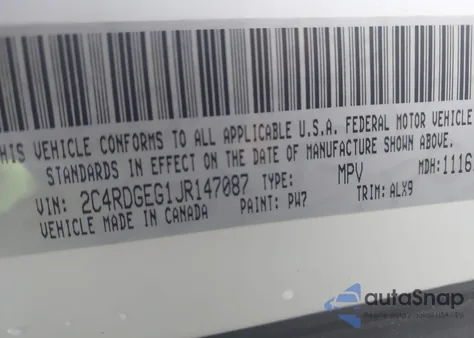 THIS VEHICLE CONFORMS TO ALL APPLICABLE U.S.A. FEDERAL MOTOR VEHICLE
STANDARDS IN EFFECT ON THE DATE OF MANUFACTURE SHOWN ABOVE.
VIN: 2C4RDGEG1JR147087 TYPE: MPV MDH: 1116
VEHICLE MADE IN CANADA PAINT: PW7 TRIM: ALX9
autoSnap